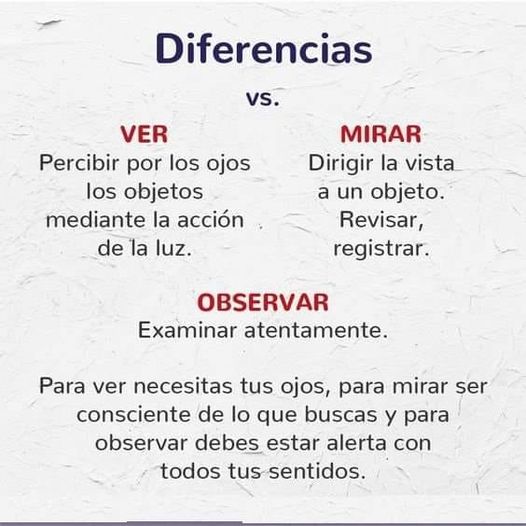 Diferencias
vs.
VER
Percibir por los ojos
los objetos
mediante la acción
de la luz.
MIRAR
Dirigir la vista
a un objeto.
Revisar,
registrar.
OBSERVAR
Examinar atentamente.
Para ver necesitas tus ojos, para mirar ser
consciente de lo que buscas y para
observar debes estar alerta con
todos tus sentidos.